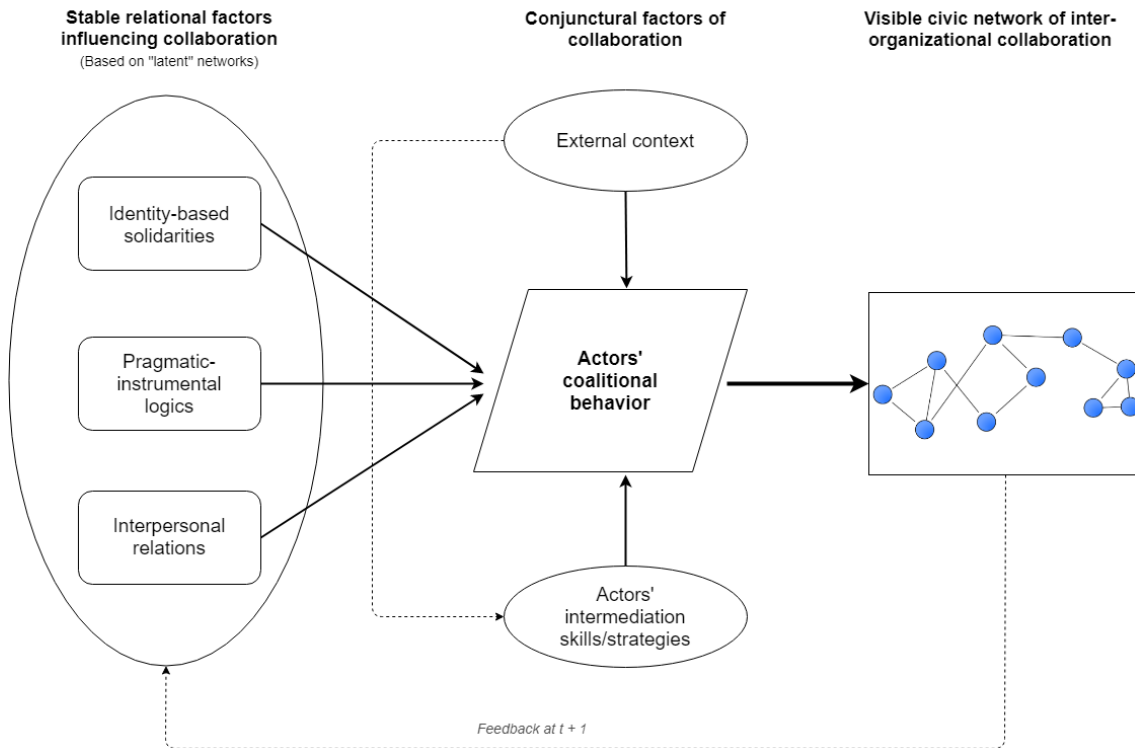 Stable relational factors
influencing collaboration
(Based on "latent" networks)
Conjunctural factors of
collaboration
Visible civic network of inter-
organizational collaboration
External context
Identity-based
solidarities
Pragmatic-
instrumental
logics
Interpersonal
relations
Actors'
coalitional
behavior
Actors'
intermediation
skills/strategies
Feedback at t + 1